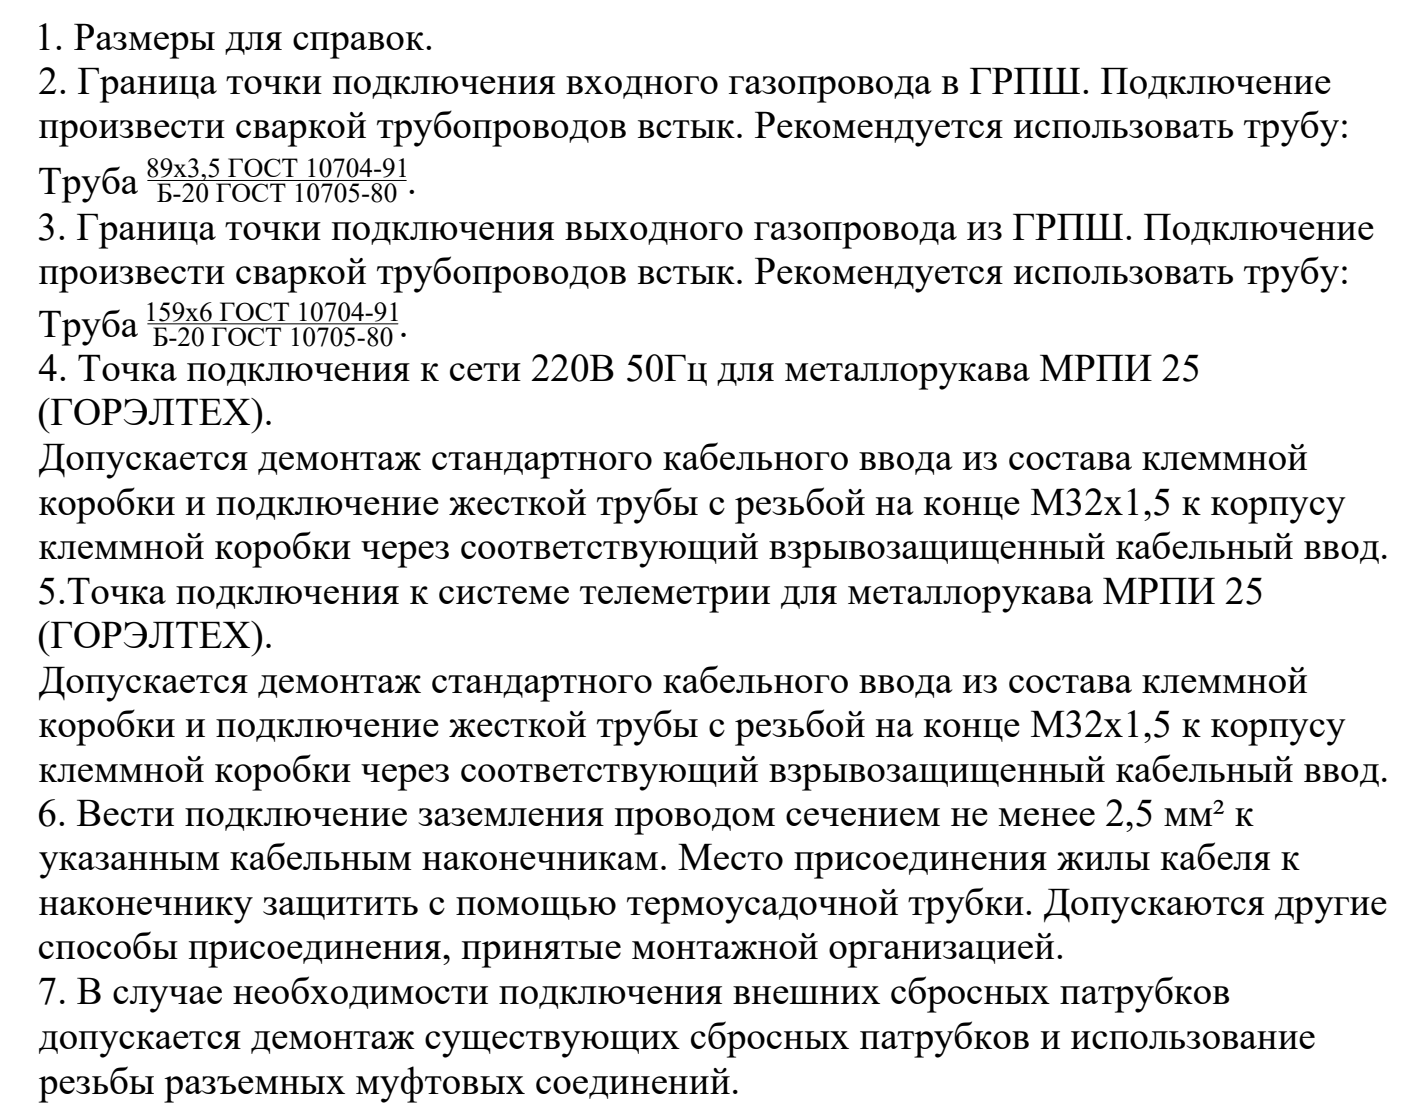 1. Размеры для справок.
2. Граница точки подключения входного газопровода в ГРПШ. Подключение
произвести сваркой трубопроводов встык. Рекомендуется использовать трубу:
Труба 89х3,5 ГОСТ 10704-91
Б-20 ГОСТ 10705-80.
3. Граница точки подключения выходного газопровода из ГРПШ. Подключение
произвести сваркой трубопроводов встык. Рекомендуется использовать трубу:
Труба 159х6 ГОСТ 10704-91
Б-20 ГОСТ 10705-80.
4. Точка подключения к сети 220В 50Гц для металлорукава МРПИ 25
(ГОРЭЛТЕХ).
Допускается демонтаж стандартного кабельного ввода из состава клеммной
коробки и подключение жесткой трубы с резьбой на конце М32х1,5 к корпусу
клеммной коробки через соответствующий взрывозащищенный кабельный ввод.
5.Точка подключения к системе телеметрии для металлорукава МРПИ 25
(ГОРЭЛТЕХ).
Допускается демонтаж стандартного кабельного ввода из состава клеммной
коробки и подключение жесткой трубы с резьбой на конце М32х1,5 к корпусу
клеммной коробки через соответствующий взрывозащищенный кабельный ввод.
6. Вести подключение заземления проводом сечением не менее 2,5 мм² к
указанным кабельным наконечникам. Место присоединения жилы кабеля к
наконечнику защитить с помощью термоусадочной трубки. Допускаются другие
способы присоединения, принятые монтажной организацией.
7. В случае необходимости подключения внешних сбросных патрубков
допускается демонтаж существующих сбросных патрубков и использование
резьбы разъемных муфтовых соединений.